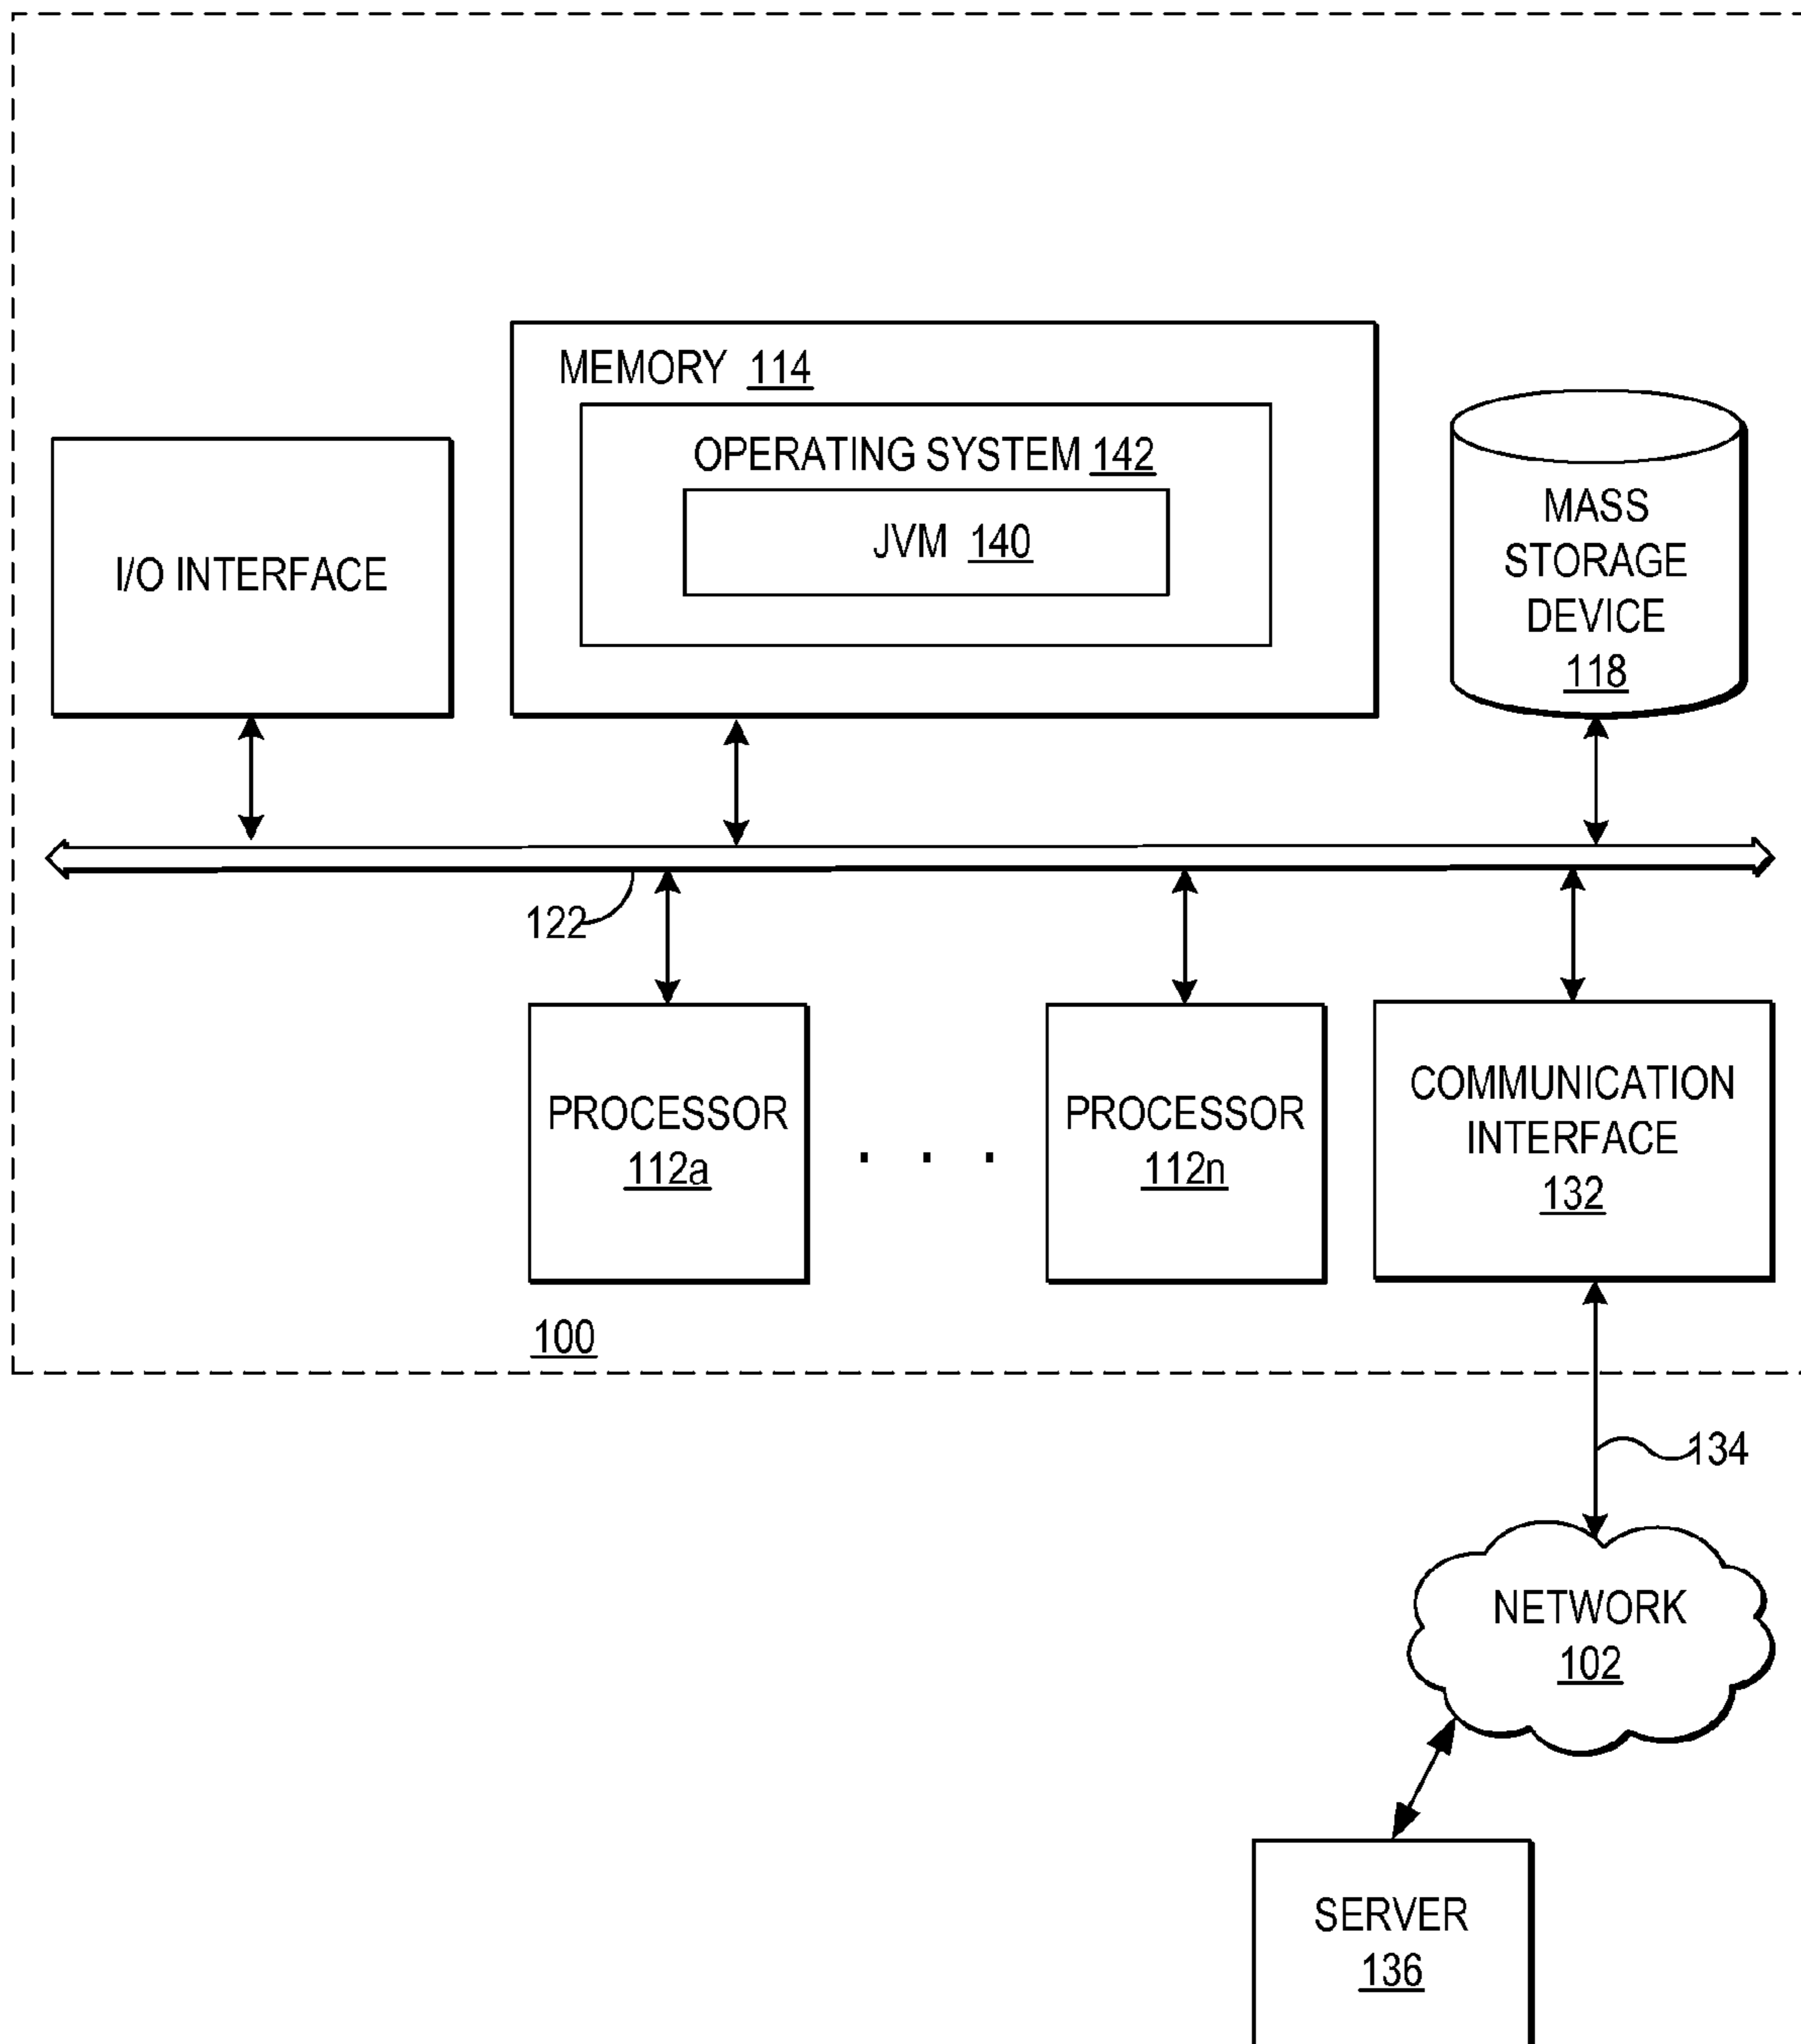 MEMORY 114
OPERATING SYSTEM 142
JVM 140
I/O INTERFACE
MASS
STORAGE
DEVICE
118
122
PROCESSOR
112a
. . .
PROCESSOR
112n
COMMUNICATION
INTERFACE
132
100
134
NETWORK
102
SERVER
136